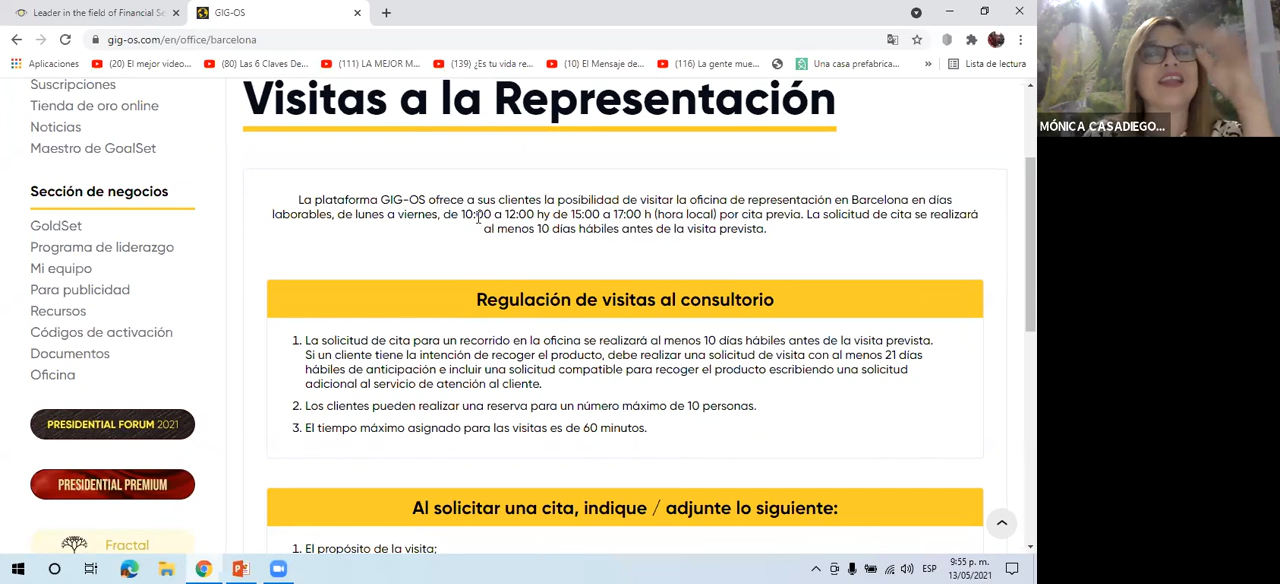 Leader in the field of Financial Se
GIG-OS
gig-os.com/en/office/barcelona
Aplicaciones
(20) El mejor video...
(80) Las 6 Claves De...
(111) LA MEJOR M...
(139) ¿Es tu vida re...
(10) El Mensaje de...
(116) La gente mue...
Una casa prefabrica...
»
Lista de lectura
Suscripciones
Tienda de oro online
Noticias
Maestro de GoalSet
Sección de negocios
GoldSet
Programa de liderazgo
Mi equipo
Para publicidad
Recursos
Códigos de activación
Documentos
Oficina
PRESIDENTIAL FORUM 2021
PRESIDENTIAL PREMIUM
Fractal
Visitas a la Representación
La plataforma GIG-OS ofrece a sus clientes la posibilidad de visitar la oficina de representación en Barcelona en días
laborables, de lunes a viernes, de 10:00 a 12:00 hy de 15:00 a 17:00 h (hora local) por cita previa. La solicitud de cita se realizará
al menos 10 días hábiles antes de la visita prevista.
Regulación de visitas al consultorio
1. La solicitud de cita para un recorrido en la oficina se realizará al menos 10 días hábiles antes de la visita prevista.
Si un cliente tiene la intención de recoger el producto, debe realizar una solicitud de visita con al menos 21 días
hábiles de anticipación e incluir una solicitud compatible para recoger el producto escribiendo una solicitud
adicional al servicio de atención al cliente.
2. Los clientes pueden realizar una reserva para un número máximo de 10 personas.
3. El tiempo máximo asignado para las visitas es de 60 minutos.
Al solicitar una cita, indique / adjunte lo siguiente:
1. El propósito de la visita;
MÓNICA CASADIEGO...
ESP
9:55 p. m.
13/05/2021